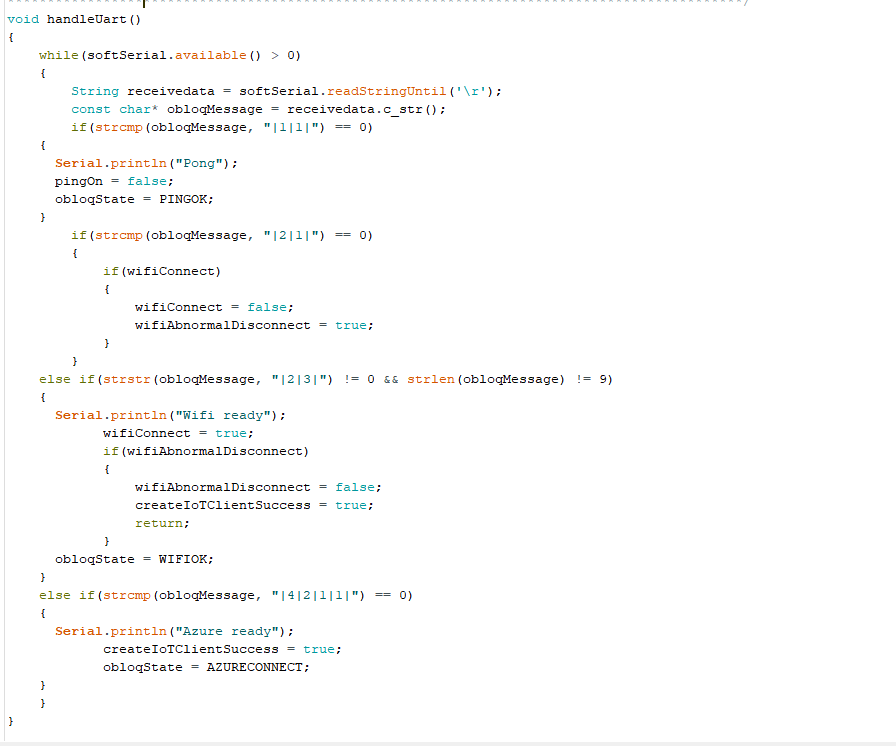 void handleUart()
{
    while(softSerial.available() > 0)
    {
        String receivedata = softSerial.readStringUntil('\r');
        const char* obloqMessage = receivedata.c_str();
        if(strcmp(obloqMessage, "|1|1|") == 0)
    {
      Serial.println("Pong");
      pingOn = false;
      obloqState = PINGOK;
    }
        if(strcmp(obloqMessage, "|2|1|") == 0)
        {
            if(wifiConnect)
            {
                wifiConnect = false;
                wifiAbnormalDisconnect = true;
            }
        }
    else if(strstr(obloqMessage, "|2|3|") != 0 && strlen(obloqMessage) != 9)
    {
      Serial.println("Wifi ready");
            wifiConnect = true;
            if(wifiAbnormalDisconnect)
            {
                wifiAbnormalDisconnect = false;
                createIoTClientSuccess = true;
                return;
            }
      obloqState = WIFIOK;
    }
    else if(strcmp(obloqMessage, "|4|2|1|1|") == 0)
    {
      Serial.println("Azure ready");
            createIoTClientSuccess = true;
            obloqState = AZURECONNECT;
    }
    }
}